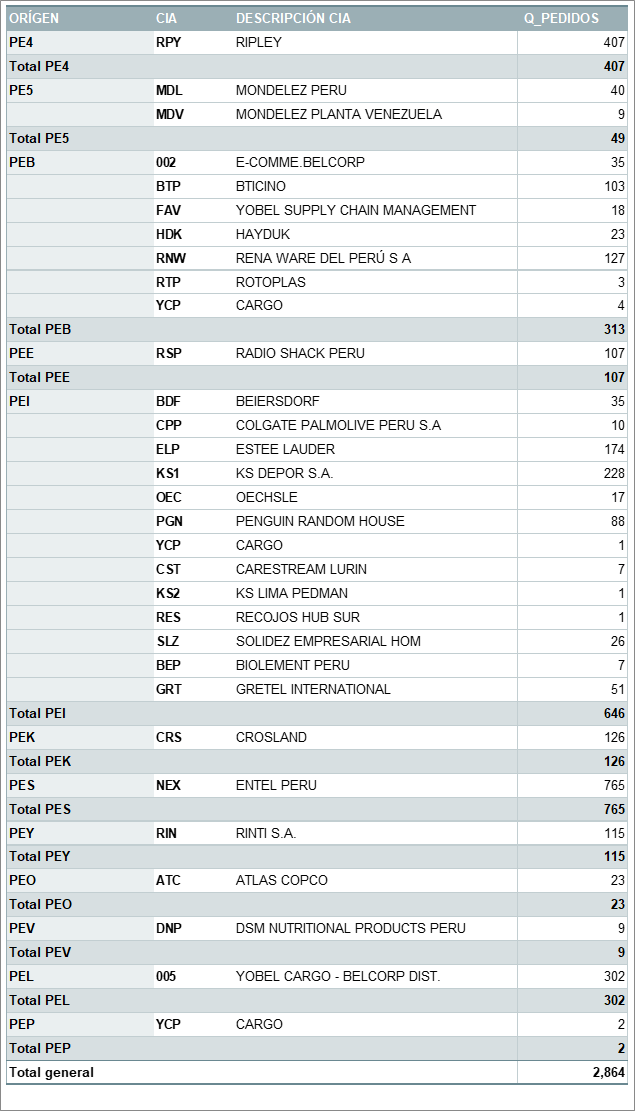 ORÍGEN CIA DESCRIPCIÓN CIA Q_PEDIDOS
PE4 RPY RIPLEY 407
Total PE4 407
PE5 MDL MONDELEZ PERU 40
MDV MONDELEZ PLANTA VENEZUELA 9
Total PE5 49
PEB 002 E-COMME.BELCORP 35
BTP BTICINO 103
FAV YOBEL SUPPLY CHAIN MANAGEMENT 18
HDK HAYDUK 23
RNW RENA WARE DEL PERÚ S A 127
RTP ROTOPLAS 3
YCP CARGO 4
Total PEB 313
PEE RSP RADIO SHACK PERU 107
Total PEE 107
PEI BDF BEIERSDORF 35
CPP COLGATE PALMOLIVE PERU S.A 10
ELP ESTEE LAUDER 174
KS1 KS DEPOR S.A. 228
OEC OECHSLE 17
PGN PENGUIN RANDOM HOUSE 88
YCP CARGO 1
CST CARESTREAM LURIN 7
KS2 KS LIMA PEDMAN 1
RES RECOJOS HUB SUR 1
SLZ SOLIDEZ EMPRESARIAL HOM 26
BEP BIOLEMENT PERU 7
GRT GRETEL INTERNATIONAL 51
Total PEI 646
PEK CRS CROSLAND 126
Total PEK 126
PES NEX ENTEL PERU 765
Total PES 765
PEY RIN RINTI S.A. 115
Total PEY 115
PEO ATC ATLAS COPCO 23
Total PEO 23
PEV DNP DSM NUTRITIONAL PRODUCTS PERU 9
Total PEV 9
PEL 005 YOBEL CARGO - BELCORP DIST. 302
Total PEL 302
PEP YCP CARGO 2
Total PEP 2
Total general 2,864